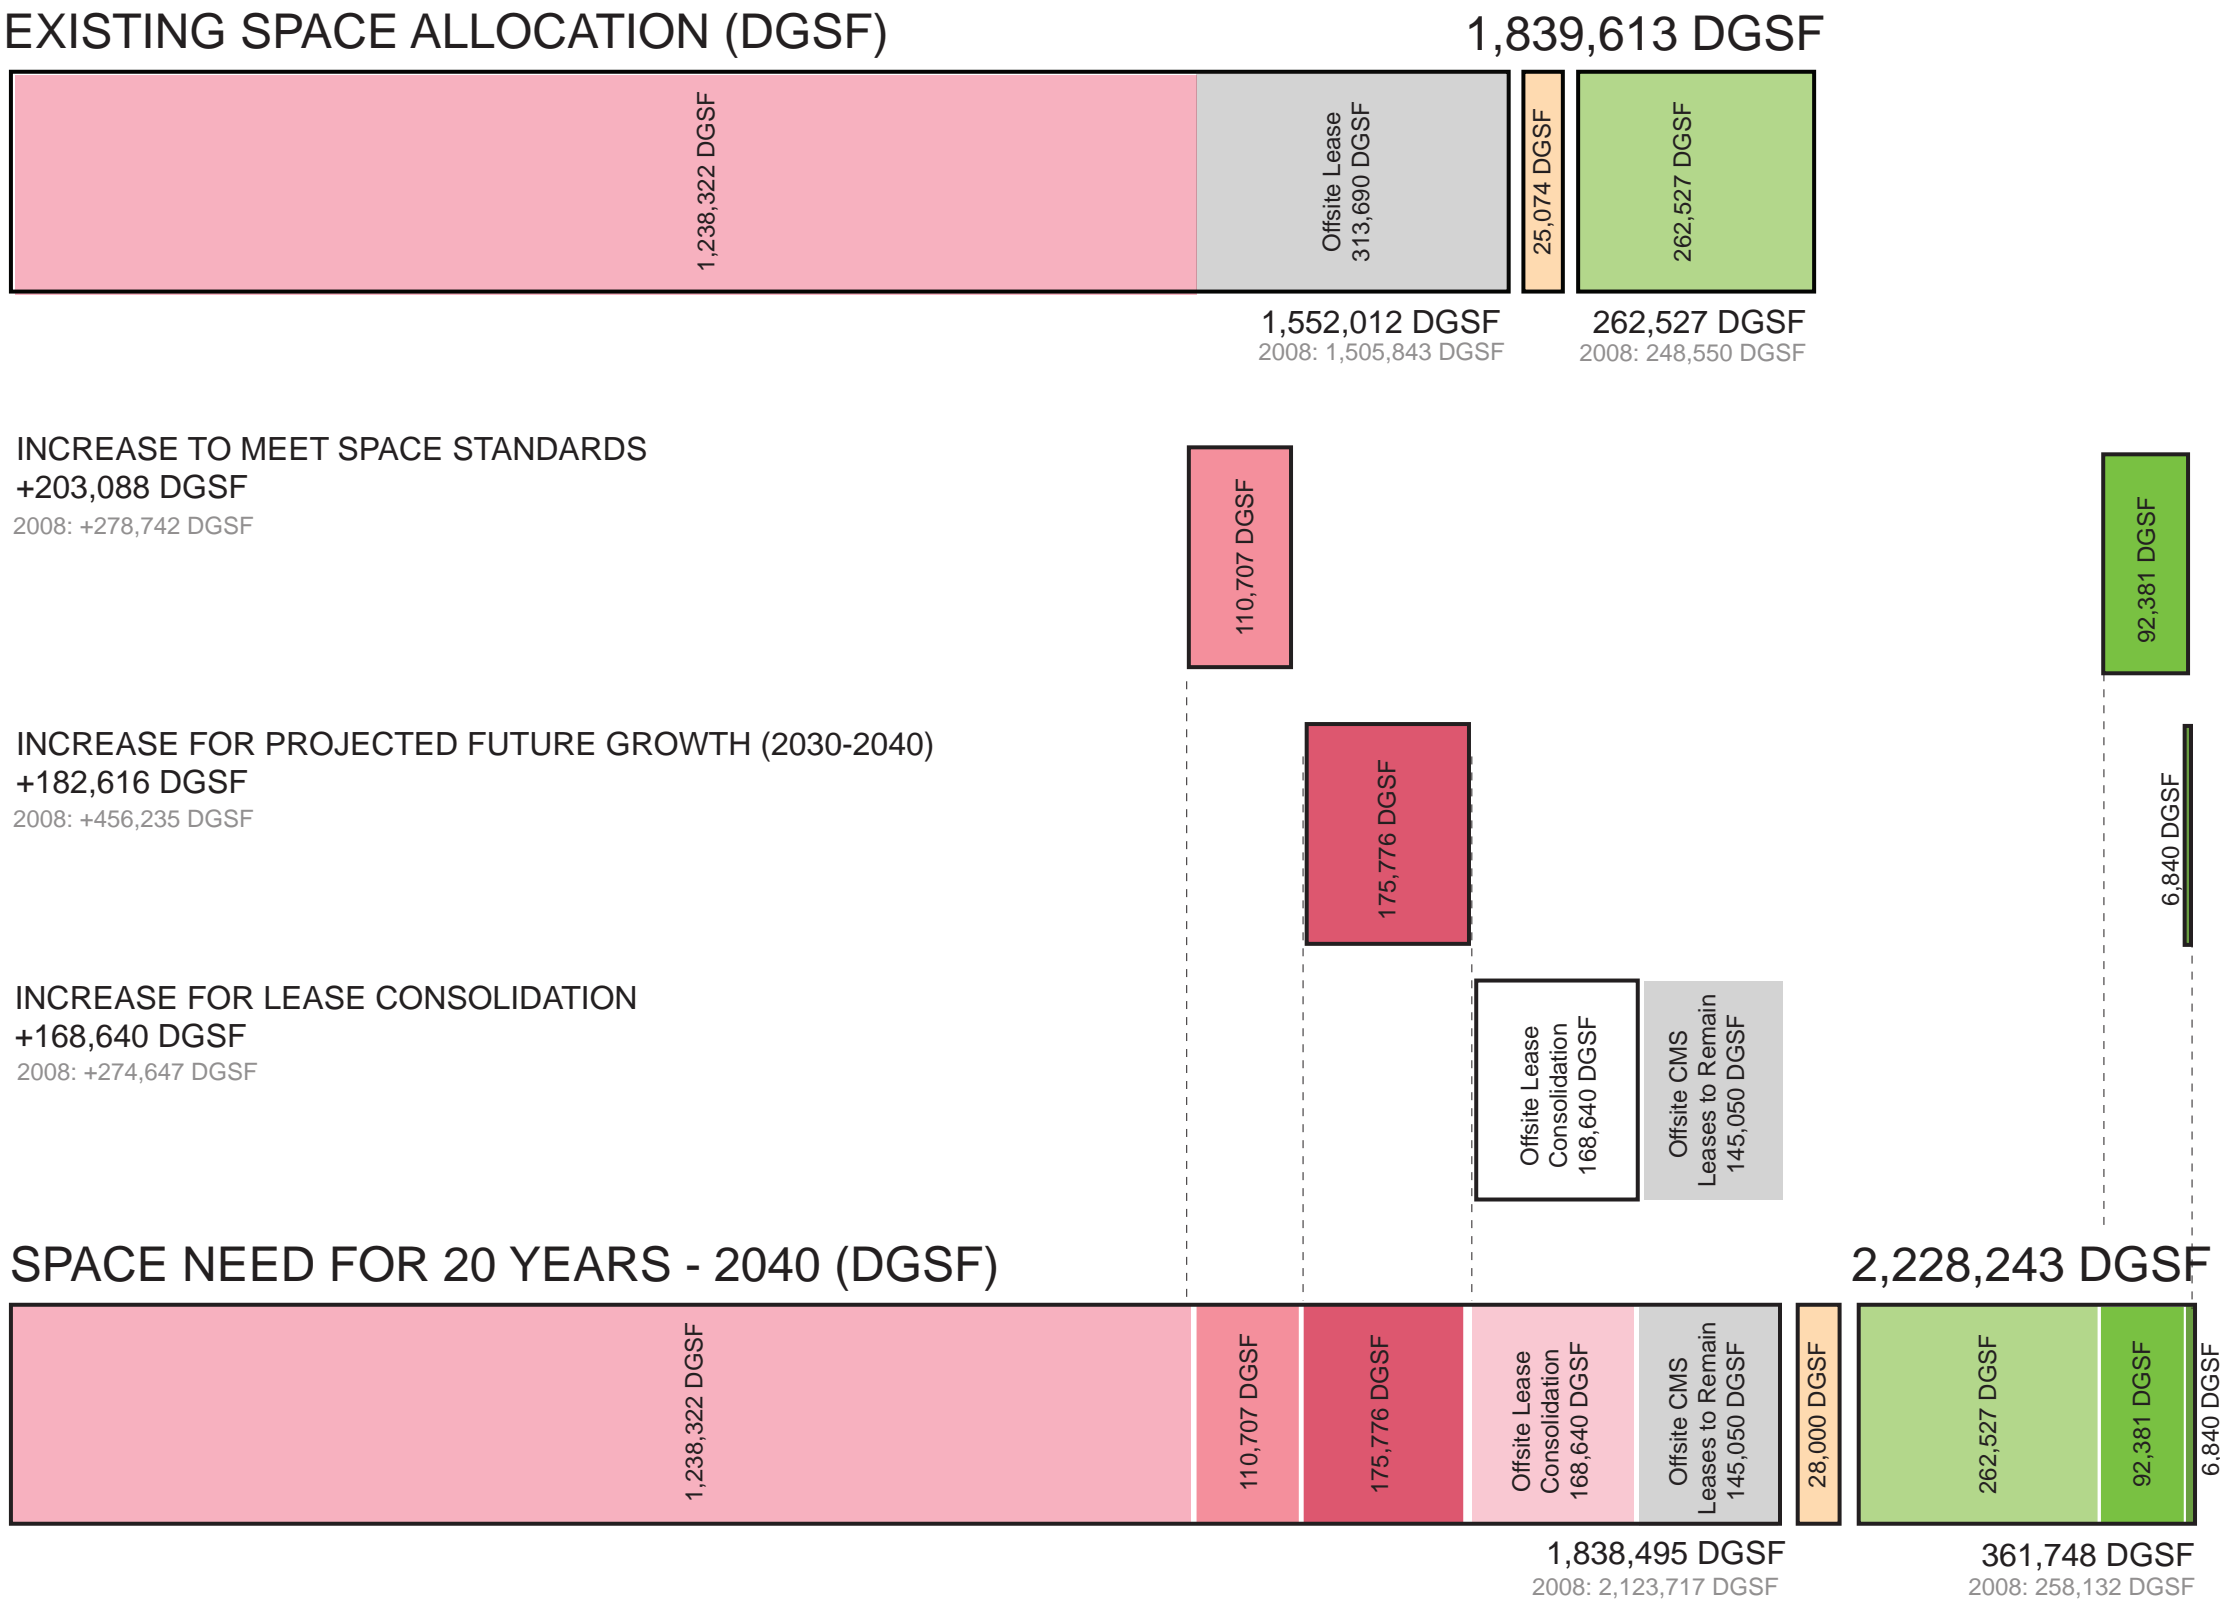 EXISTING SPACE ALLOCATION (DGSF)
1,839,613 DGSF
1,238,322 DGSF
Offsite Lease
313,690 DGSF
25,074 DGSF
262,527 DGSF
1,552,012 DGSF
2008: 1,505,843 DGSF
262,527 DGSF
2008: 248,550 DGSF
INCREASE TO MEET SPACE STANDARDS
+203,088 DGSF
2008: +278,742 DGSF
110,707 DGSF
92,381 DGSF
INCREASE FOR PROJECTED FUTURE GROWTH (2030-2040)
+182,616 DGSF
2008: +456,235 DGSF
175,776 DGSF
6,840 DGSF
INCREASE FOR LEASE CONSOLIDATION
+168,640 DGSF
2008: +274,647 DGSF
Offsite Lease
Consolidation
168,640 DGSF
Offsite CMS
Leases to Remain
145,050 DGSF
SPACE NEED FOR 20 YEARS - 2040 (DGSF)
2,228,243 DGSF
1,238,322 DGSF
110,707 DGSF
175,776 DGSF
Offsite Lease
Consolidation
168,640 DGSF
Offsite CMS
Leases to Remain
145,050 DGSF
28,000 DGSF
262,527 DGSF
92,381 DGSF
6,840 DGSF
1,838,495 DGSF
2008: 2,123,717 DGSF
361,748 DGSF
2008: 258,132 DGSF